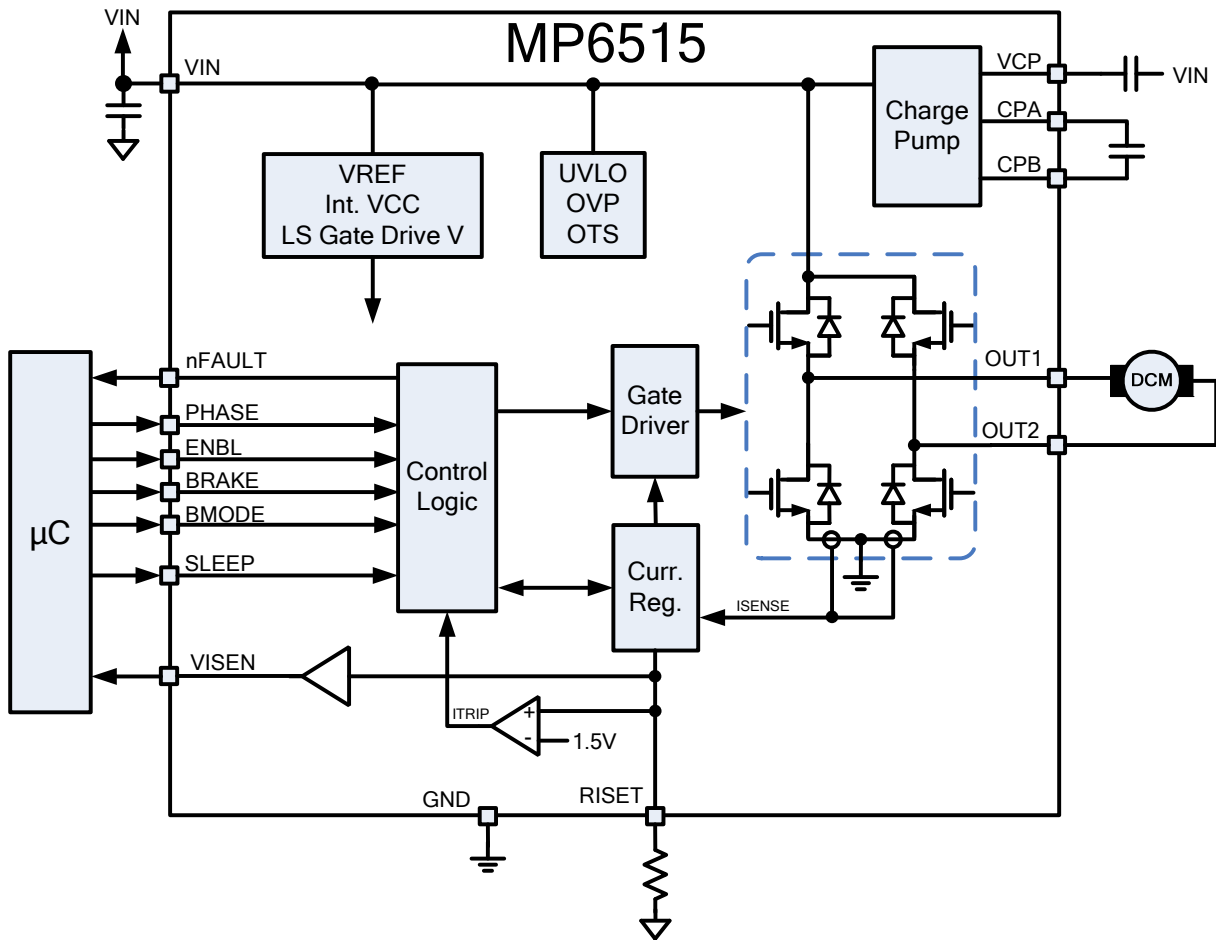 VIN
MP6515
VIN
VCP
VIN
Charge
Pump
CPA
CPB
VREF
Int. VCC
LS Gate Drive V
UVLO
OVP
OTS
nFAULT
PHASE
ENBL
BRAKE
BMODE
SLEEP
µC
Control
Logic
Gate
Driver
OUT1
DCM
OUT2
Curr.
Reg.
ISENSE
VISEN
ITRIP
+
-
1.5V
GND
RISET